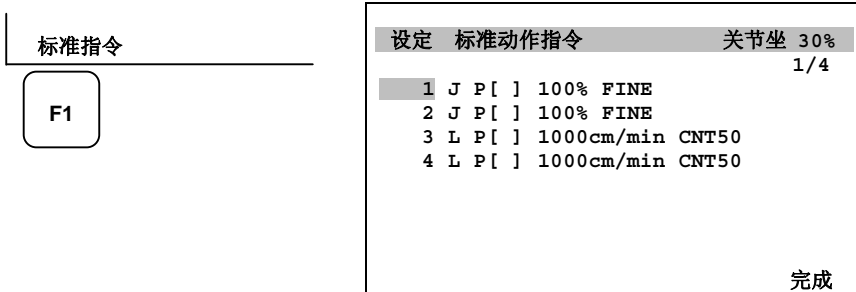 标准指令
F1
设定 标准动作指令 关节坐 30%
1/4
1 J P[ ] 100% FINE
2 J P[ ] 100% FINE
3 L P[ ] 1000cm/min CNT50
4 L P[ ] 1000cm/min CNT50
完成